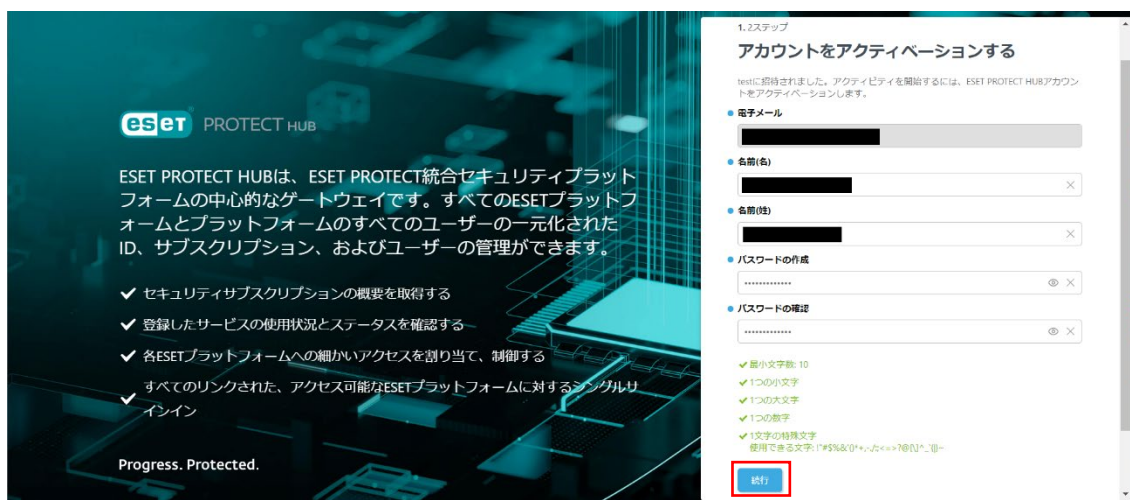 eset PROTECT HUB
ESET PROTECT HUBは、ESET PROTECT統合セキュリティプラット
フォームの中心的なゲートウェイです。すべてのESETプラットフ
ォームとプラットフォームのすべてのユーザーの一元化された
ID、サブスクリプション、およびユーザーの管理ができます。
✓ セキュリティサブスクリプションの概要を取得する
✓ 登録したサービスの使用状況とステータスを確認する
✓ 各ESETプラットフォームへの細かいアクセスを割り当て、制御する
✓ すべてのリンクされた、アクセス可能なESETプラットフォームに対するシングルサ
インイン
Progress. Protected.
1. 2ステップ
アカウントをアクティベーションする
testに招待されました。アクティビティを開始するには、ESET PROTECT HUBアカウン
トをアクティベーションします。
電子メール
名前(名)
名前(姓)
パスワードの作成
パスワードの確認
✓ 最小文字数: 10
✓ 1つの小文字
✓ 1つの大文字
✓ 1つの数字
✓ 1文字の特殊文字
使用できる文字:
続行